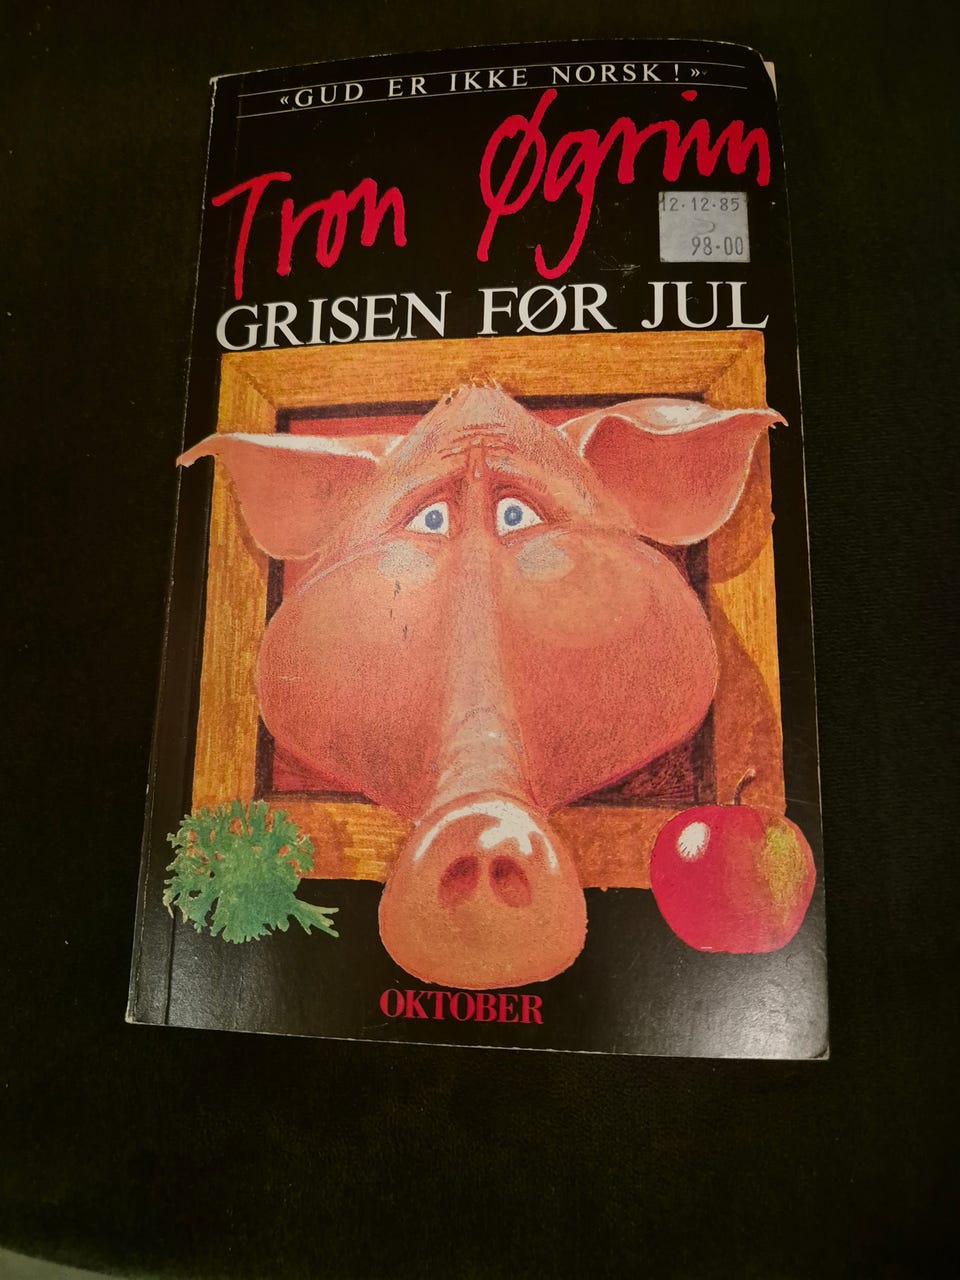 «GUD ER IKKE NORSK!»
Tron Øgrim
12·12·85
98·00
GRISEN FØR JUL
OKTOBER